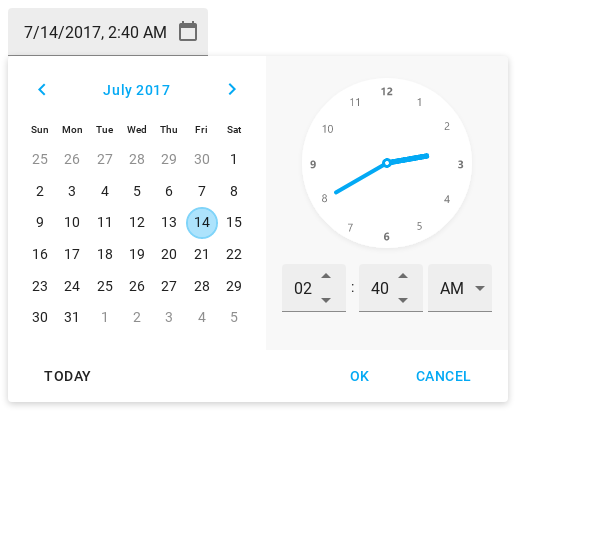 7/14/2017, 2:40 AM
July 2017
Sun Mon Tue Wed Thu Fri Sat
25 26 27 28 29 30 1
2 3 4 5 6 7 8
9 10 11 12 13 14 15
16 17 18 19 20 21 22
23 24 25 26 27 28 29
30 31 1 2 3 4 5
12
11 1
10 2
9 3
8 4
7 5
6
02 : 40 AM
TODAY OK CANCEL